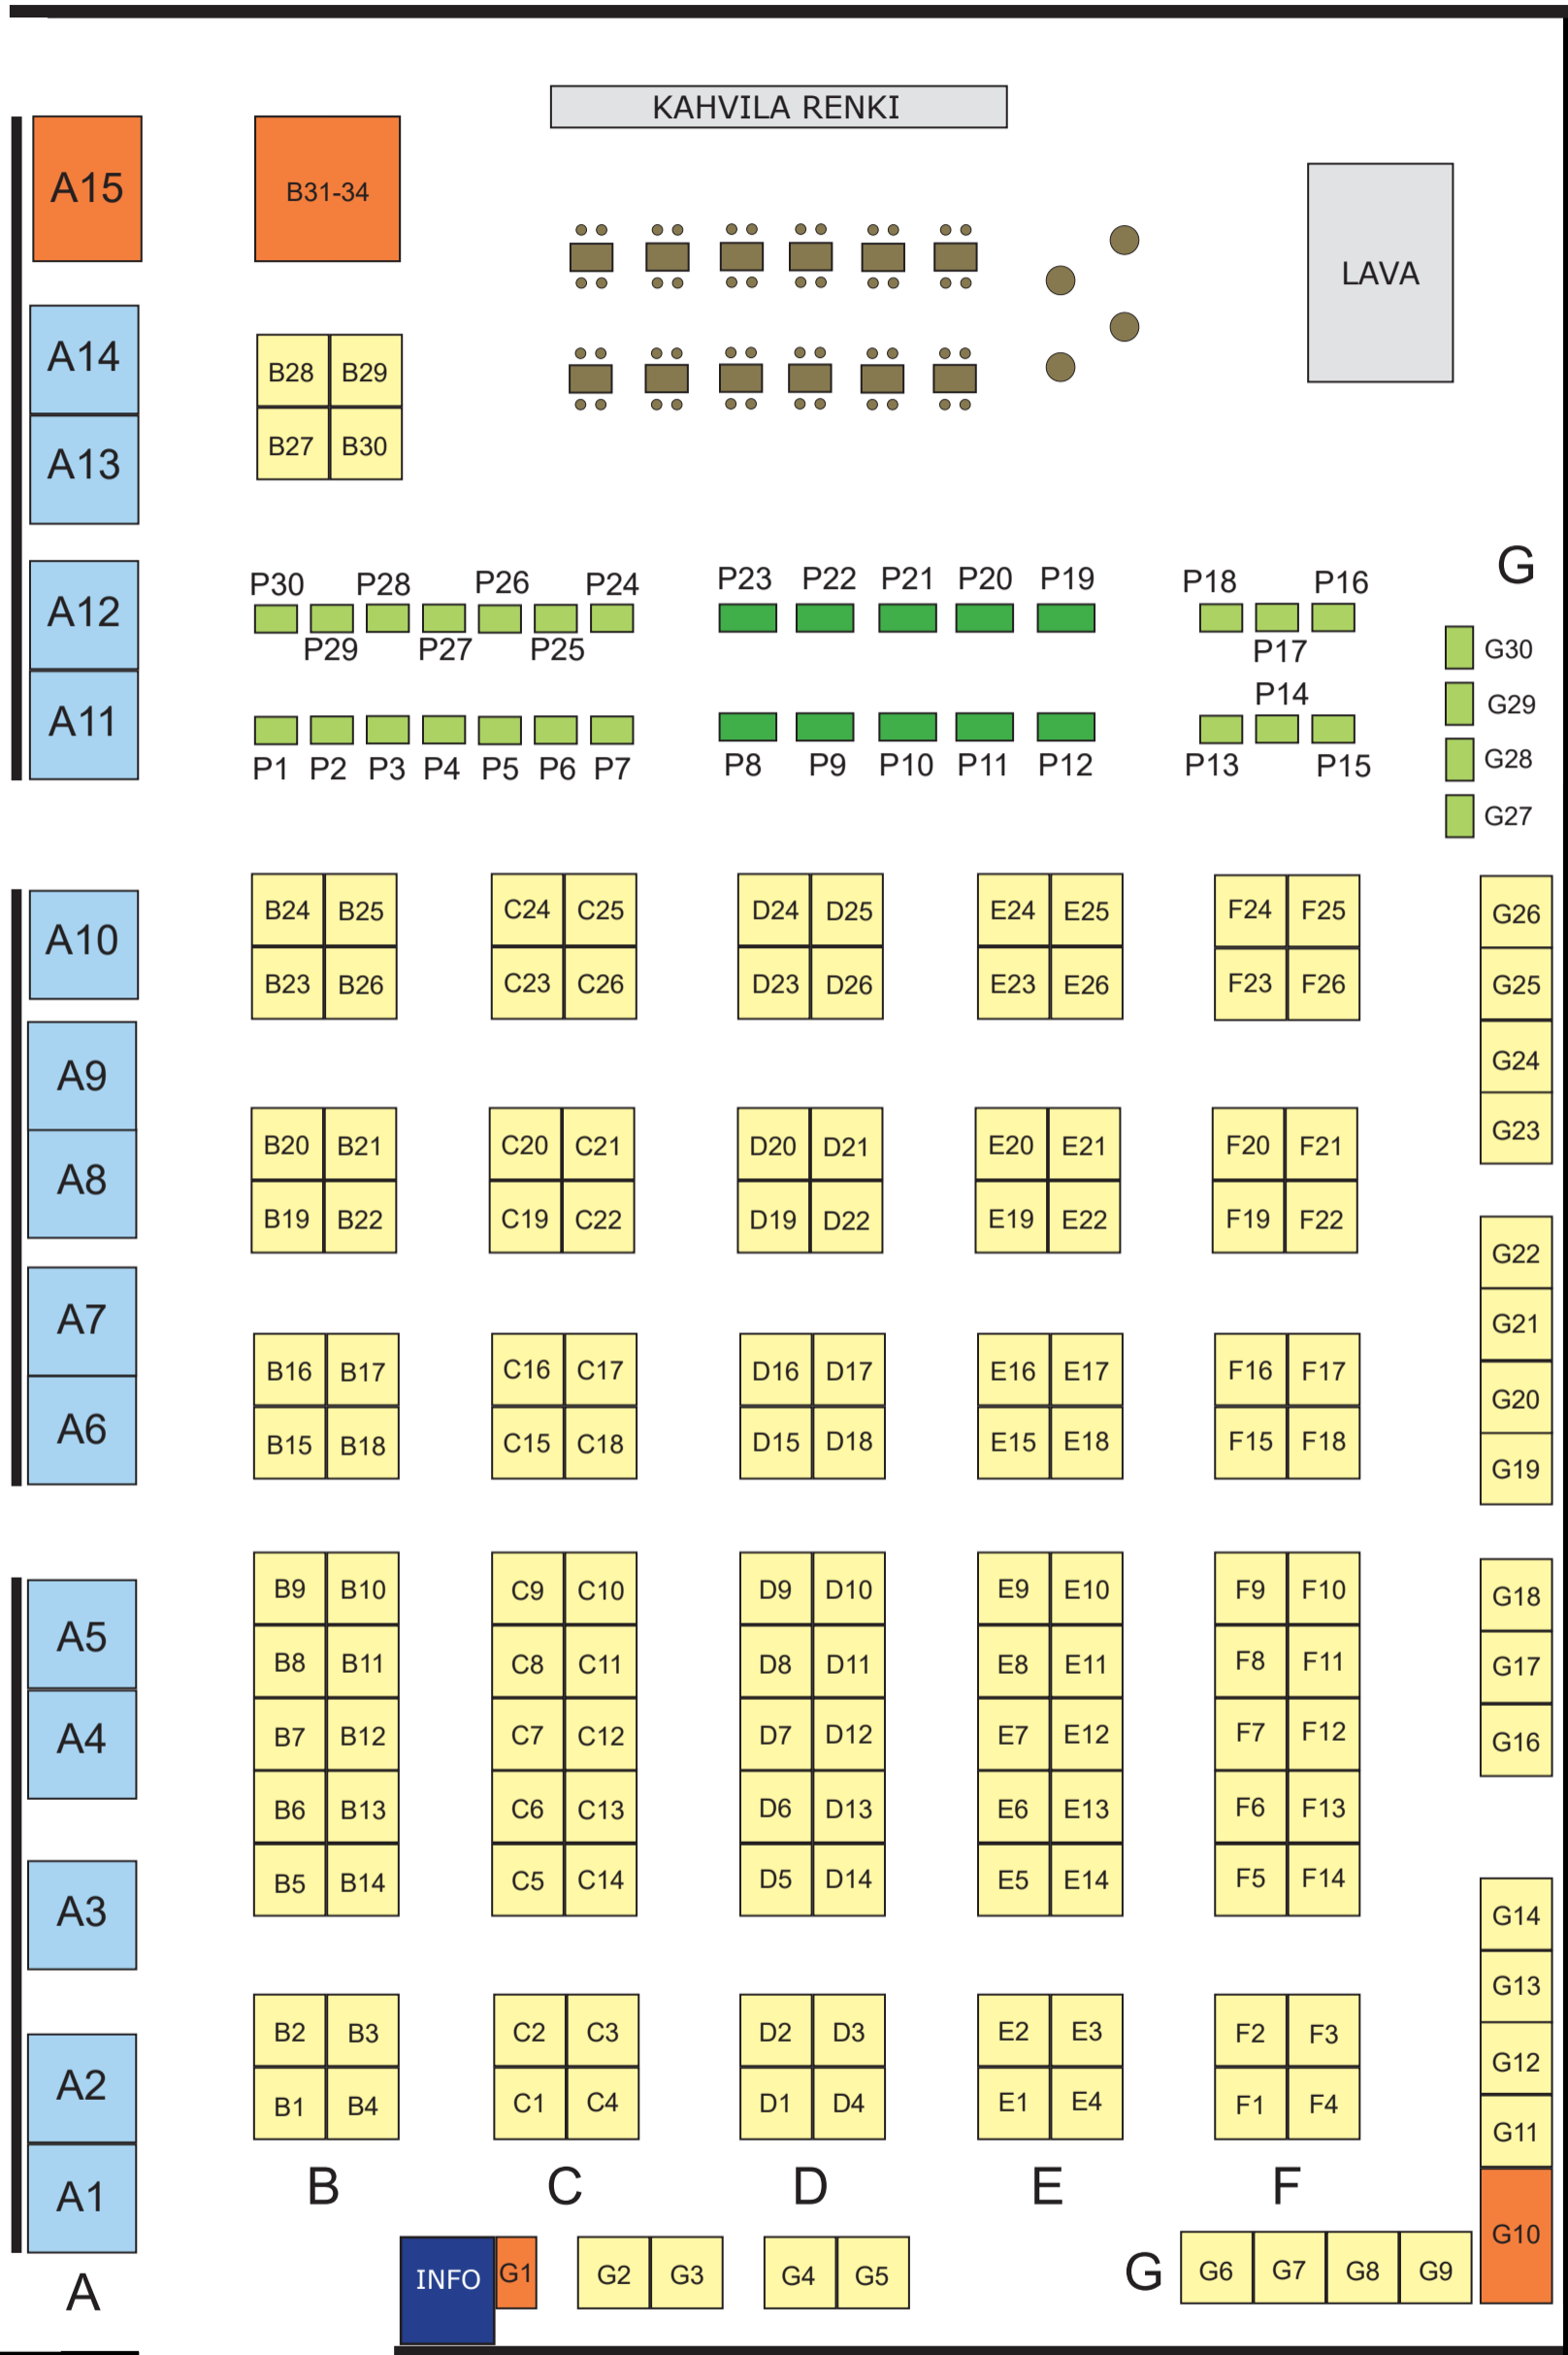 KAHVILA RENKI
A15
B31-34
LAVA
A14
B28 B29
A13
B27 B30
G
A12
P30 P28 P26 P24 P23 P22 P21 P20 P19 P18 P16
P29 P27 P25 P17
G30
A11
P14
G29
P1 P2 P3 P4 P5 P6 P7 P8 P9 P10 P11 P12 P13 P15
G28
G27
A10
B24 B25 C24 C25 D24 D25 E24 E25 F24 F25 G26
B23 B26 C23 C26 D23 D26 E23 E26 F23 F26 G25
A9
G24
B20 B21 C20 C21 D20 D21 E20 E21 F20 F21 G23
A8
B19 B22 C19 C22 D19 D22 E19 E22 F19 F22
G22
A7
G21
B16 B17 C16 C17 D16 D17 E16 E17 F16 F17
G20
A6
B15 B18 C15 C18 D15 D18 E15 E18 F15 F18
G19
B9 B10 C9 C10 D9 D10 E9 E10 F9 F10 G18
A5
B8 B11 C8 C11 D8 D11 E8 E11 F8 F11 G17
A4
B7 B12 C7 C12 D7 D12 E7 E12 F7 F12 G16
B6 B13 C6 C13 D6 D13 E6 E13 F6 F13
B5 B14 C5 C14 D5 D14 E5 E14 F5 F14
A3
G14
G13
B2 B3 C2 C3 D2 D3 E2 E3 F2 F3
G12
A2
B1 B4 C1 C4 D1 D4 E1 E4 F1 F4
G11
A1
B C D E F
G10
INFO G1 G2 G3 G4 G5 G G6 G7 G8 G9
A